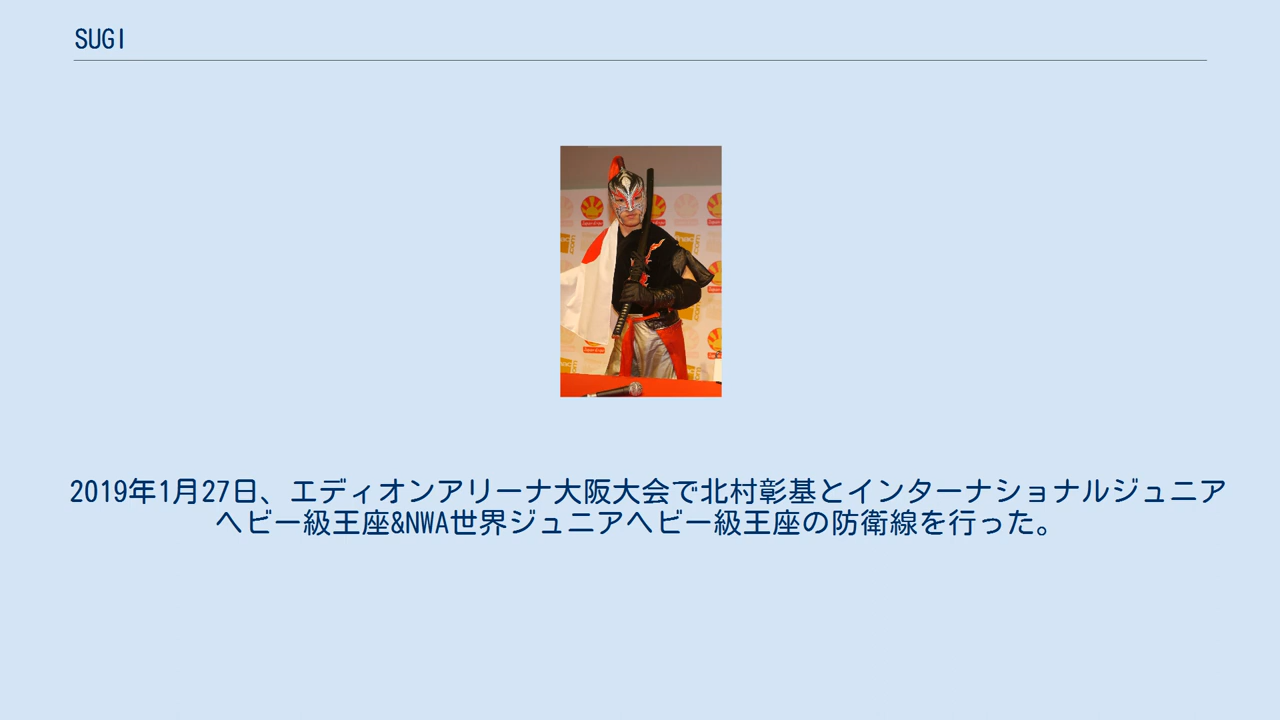 SUGI
2019年1月27日、エディオンアリーナ大阪大会で北村彰基とインターナショナルジュニア
ヘビー級王座&NWA世界ジュニアヘビー級王座の防衛線を行った。